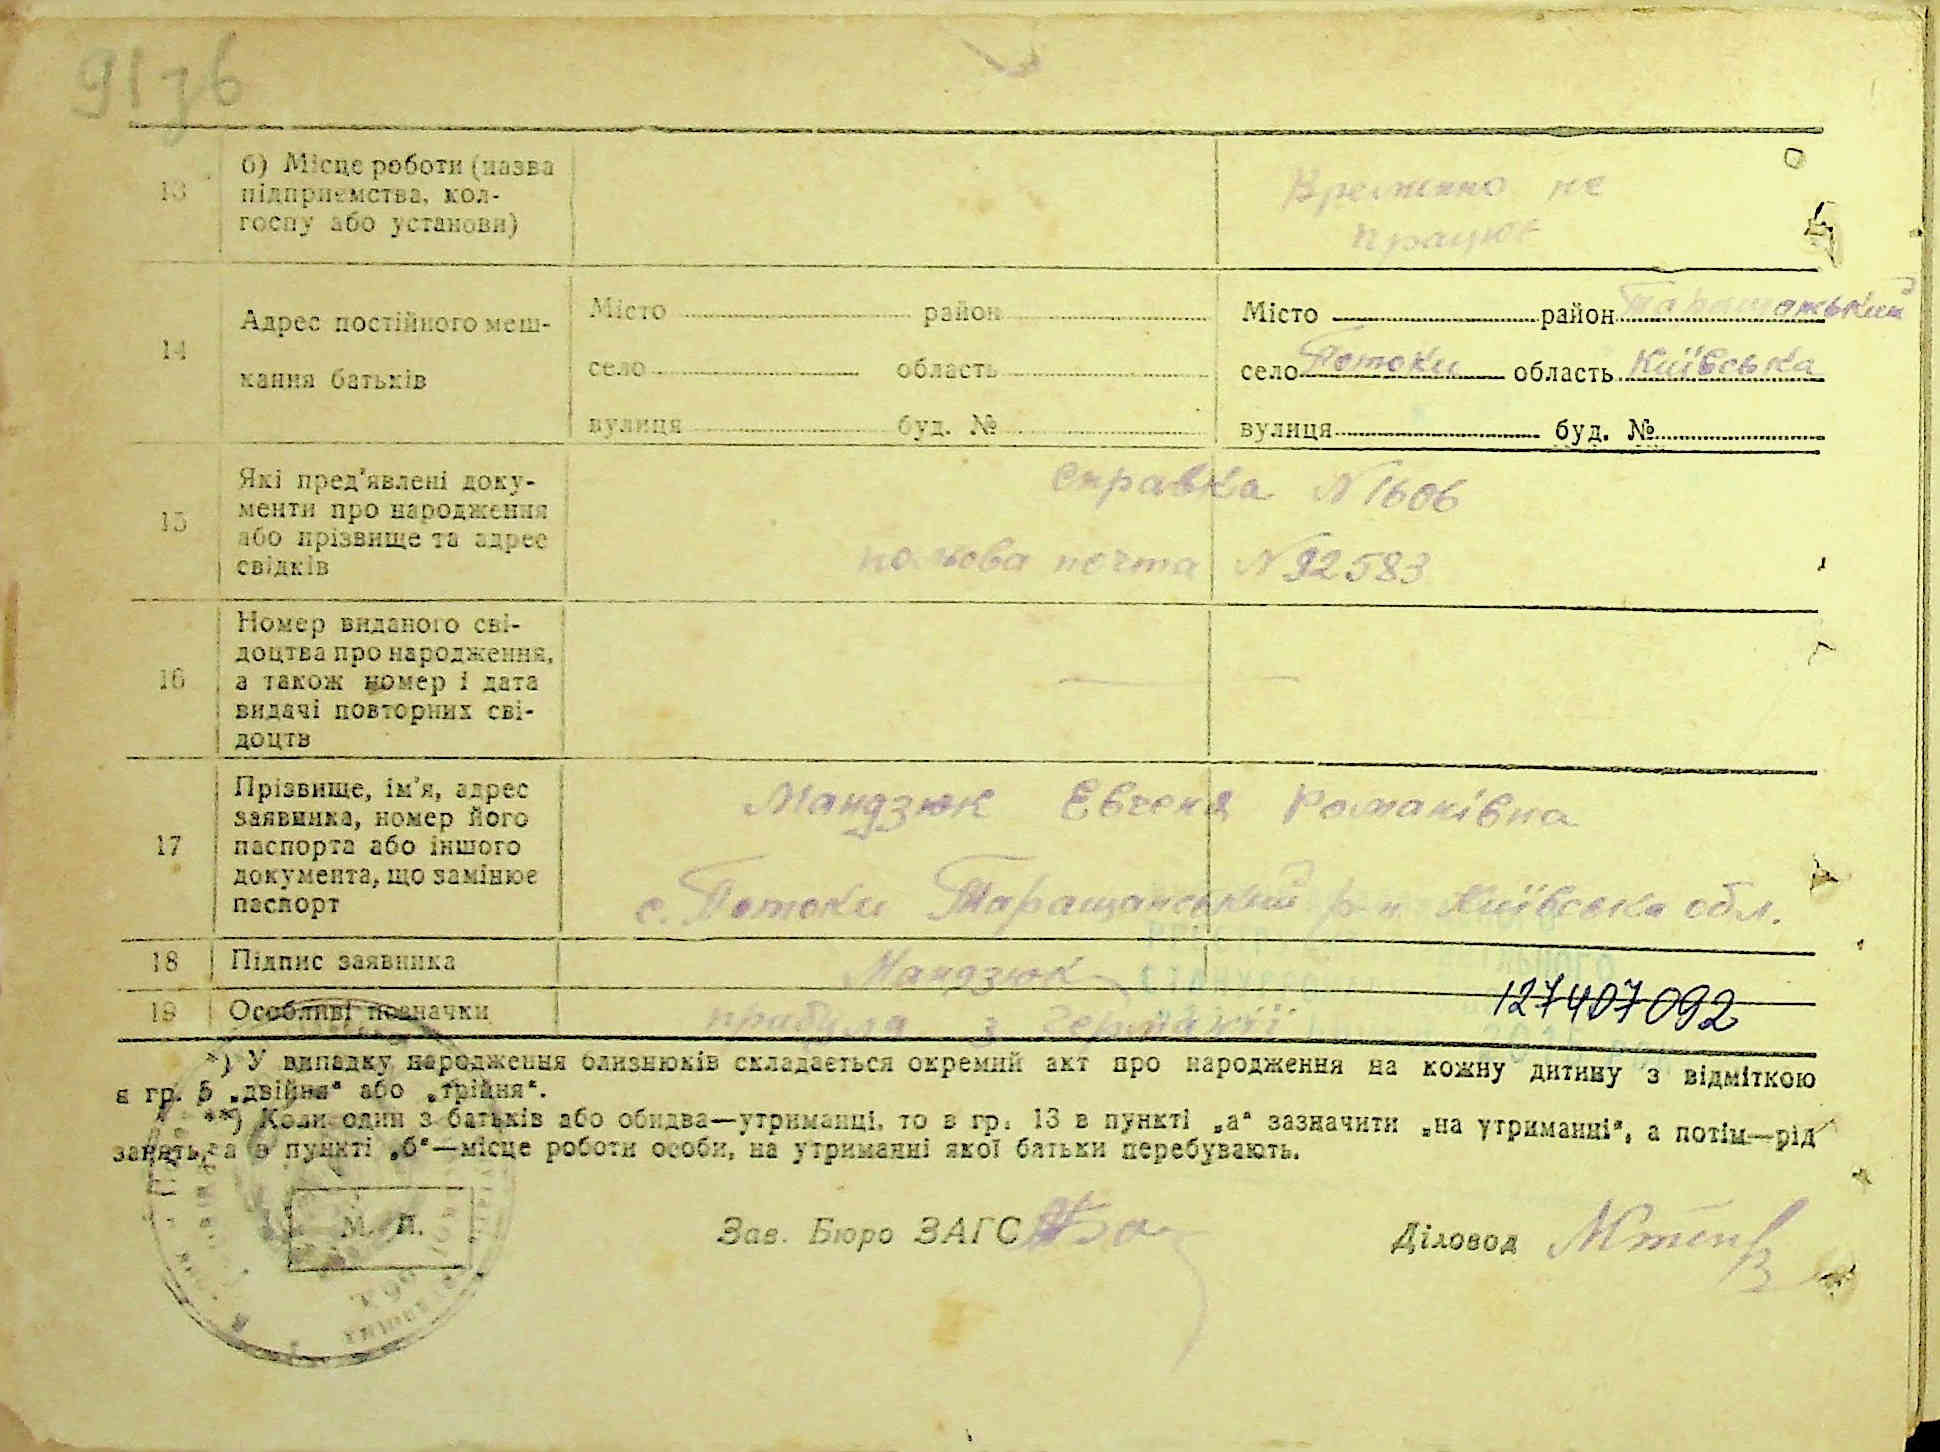 91зв
13 б) Місце роботи (назва підприємства, кол-
госпу або установи)
Временно не
працює
14 Адрес постійного меш-
кання батьків
Місто район Місто район Таращанський
село область село Потоки область Київська
вулиця буд. № вулиця буд. №
15 Які пред'явлені доку-
менти про народження
або прізвище та адрес
свідків
справка N 1606
польова почта N 92583
16 Номер виданого сві-
доцтва про народження,
а також номер і дата
видачі повторних сві-
доцтв
17 Прізвище, ім'я, адрес
заявника, номер його
паспорта або іншого
документа, що замінює
паспорт
Мандзюк Евгенія Романівна
с. Потоки Таращанський р-н Київська обл.
18 Підпис заявника Мандзюк
19 Особливі позначки прибула з Германії
127407092
*) У випадку народження близнюків складається окремий акт про народження на кожну дитину з відміткою
в гр. 5 „двійня“ або „трійня“.
**) Коли один з батьків або обидва—утриманці, то в гр. 13 в пункті „а“ зазначити „на утриманні“, а потім—рід
занять, а в пункті „б“—місце роботи особи, на утриманні якої батьки перебувають.
М. П.
Зав. Бюро ЗАГС
Діловод